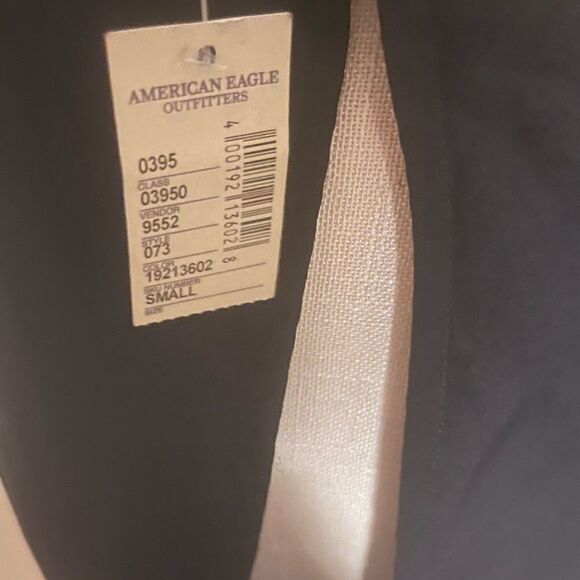 AMERICAN EAGLE
OUTFITTERS
0395
CLASS
03950
VENDOR
9552
STYLE
073
COLOR
19213602
SKU NUMBER
SMALL
SIZE
4 00192 13602 8